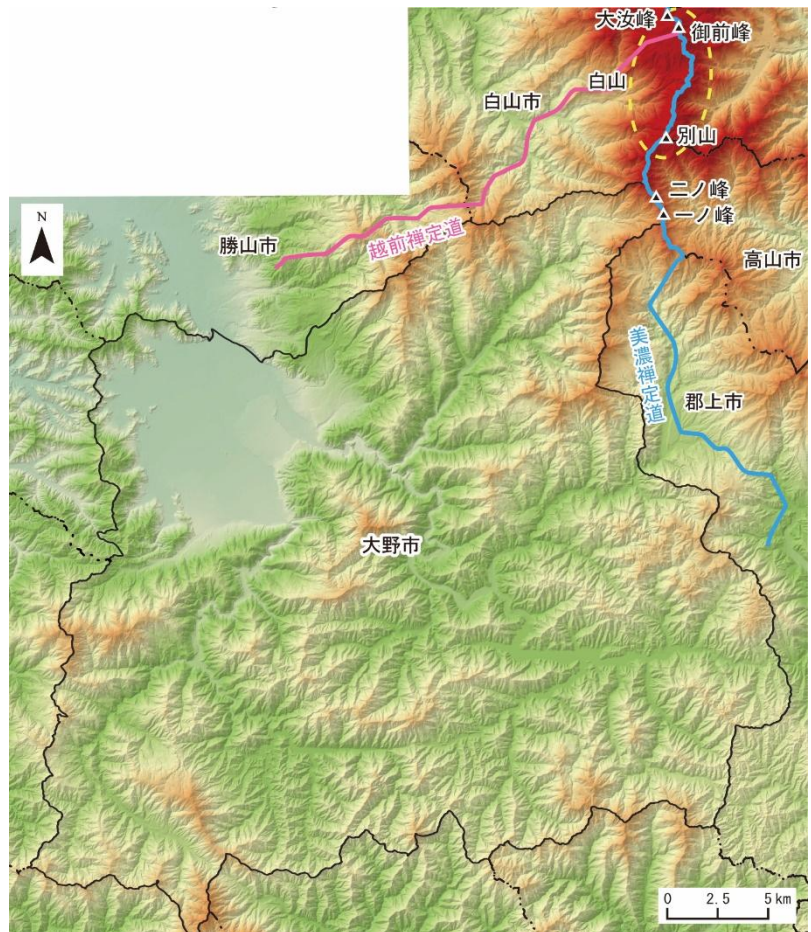 大汝峰
御前峰
白山
白山市
別山
二ノ峰
一ノ峰
N
勝山市
越前禅定道
高山市
美濃禅定道
郡上市
大野市
0 2.5 5km